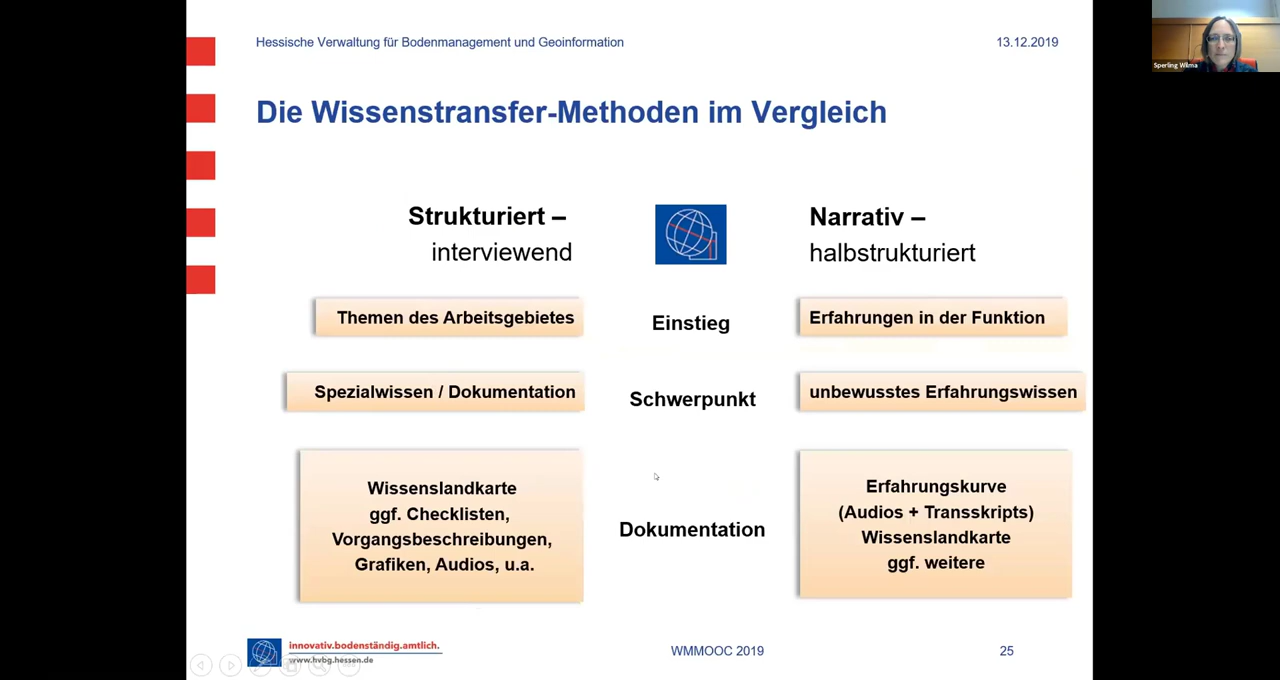 Hessische Verwaltung für Bodenmanagement und Geoinformation
13.12.2019
Sperling Wilma
Die Wissenstransfer-Methoden im Vergleich
Strukturiert –
interviewend
Narrativ –
halbstrukturiert
Themen des Arbeitsgebietes
Einstieg
Erfahrungen in der Funktion
Spezialwissen / Dokumentation
Schwerpunkt
unbewusstes Erfahrungswissen
Wissenslandkarte
ggf. Checklisten,
Vorgangsbeschreibungen,
Grafiken, Audios, u.a.
Dokumentation
Erfahrungskurve
(Audios + Transskripts)
Wissenslandkarte
ggf. weitere
innovativ.bodenständig.amtlich.
www.hvbg.hessen.de
WMMOOC 2019
25